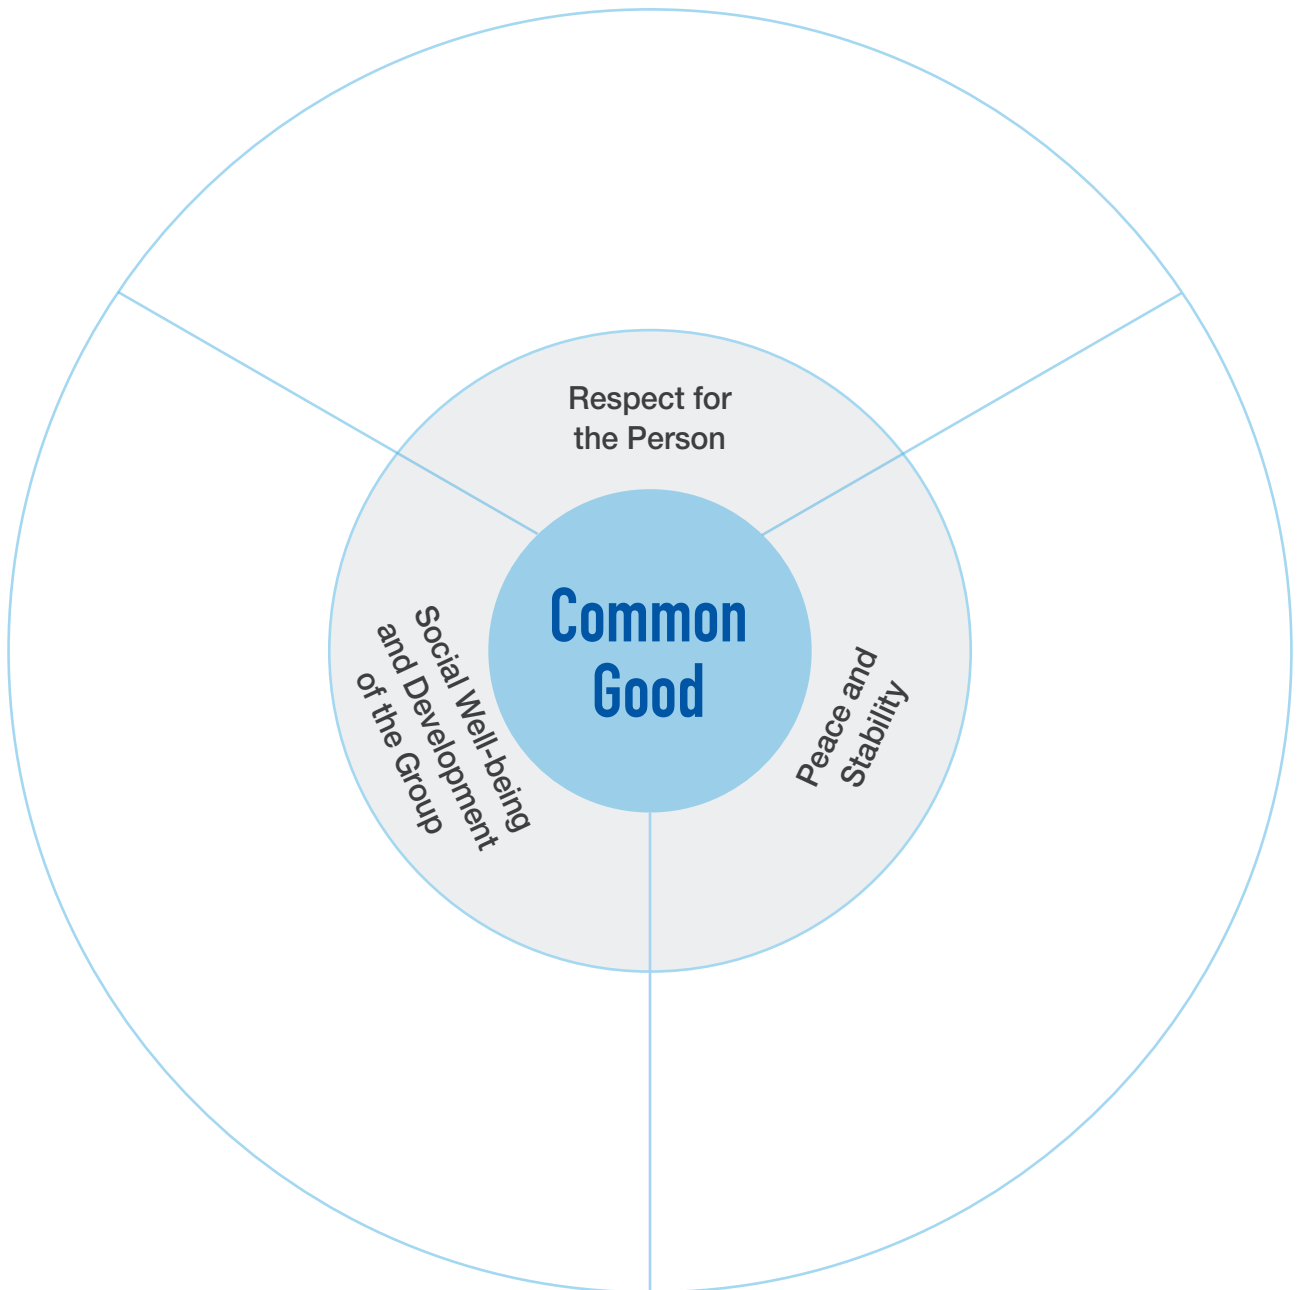 Respect for
the Person
Common
Good
Social Well-being
and Development
of the Group
Peace and
Stability